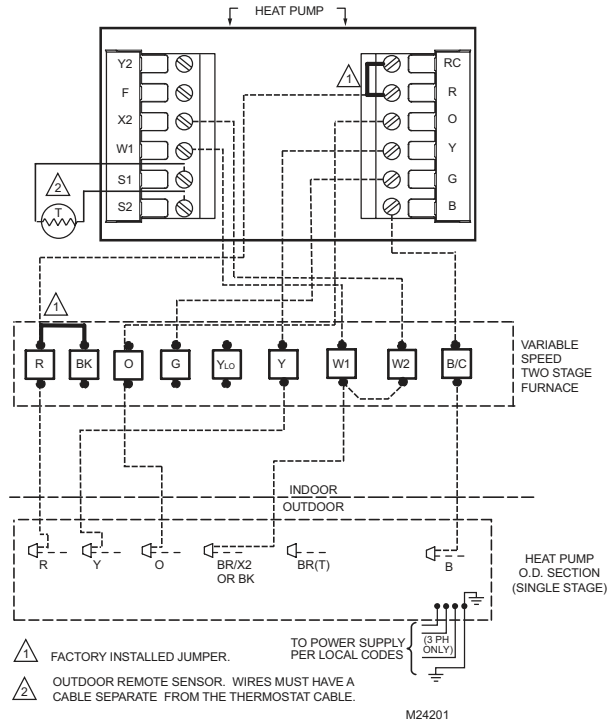 HEAT PUMP
Y2
F
X2
W1
S1
S2
RC
R
O
Y
G
B
1
2
T
1
R
BK
O
G
YLO
Y
W1
W2
B/C
VARIABLE
SPEED
TWO STAGE
FURNACE
INDOOR
OUTDOOR
R
Y
O
BR/X2
OR BK
BR(T)
B
HEAT PUMP
O.D. SECTION
(SINGLE STAGE)
TO POWER SUPPLY
PER LOCAL CODES
(3 PH
ONLY)
1 FACTORY INSTALLED JUMPER.
2 OUTDOOR REMOTE SENSOR. WIRES MUST HAVE A
CABLE SEPARATE FROM THE THERMOSTAT CABLE.
M24201